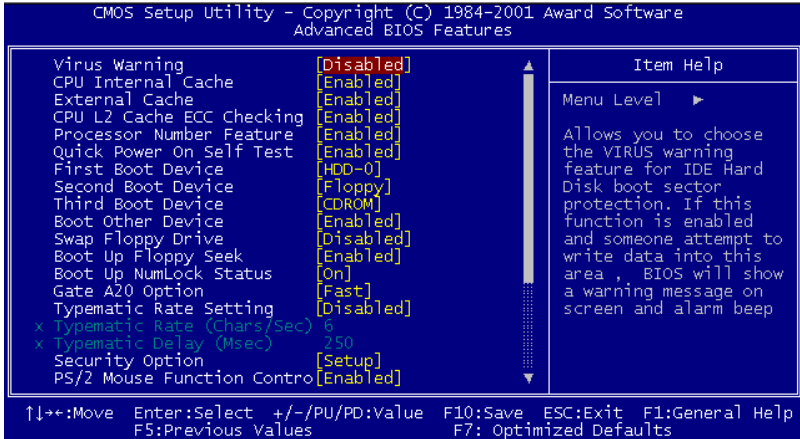 CMOS Setup Utility – Copyright (C) 1984-2001 Award Software
Advanced BIOS Features
Virus Warning [Disabled]
CPU Internal Cache [Enabled]
External Cache [Enabled]
CPU L2 Cache ECC Checking [Enabled]
Processor Number Feature [Enabled]
Quick Power On Self Test [Enabled]
First Boot Device [HDD-0]
Second Boot Device [Floppy]
Third Boot Device [CDROM]
Boot Other Device [Enabled]
Swap Floppy Drive [Disabled]
Boot Up Floppy Seek [Enabled]
Boot Up NumLock Status [On]
Gate A20 Option [Fast]
Typematic Rate Setting [Disabled]
x Typematic Rate (Chars/Sec) 6
x Typematic Delay (Msec) 250
Security Option [Setup]
PS/2 Mouse Function Contro[Enabled]
Item Help
Menu Level ►
Allows you to choose
the VIRUS warning
feature for IDE Hard
Disk boot sector
protection. If this
function is enabled
and someone attempt to
write data into this
area , BIOS will show
a warning message on
screen and alarm beep
↑↓→←:Move Enter:Select +/-/PU/PD:Value F10:Save ESC:Exit F1:General Help
F5:Previous Values F7: Optimized Defaults